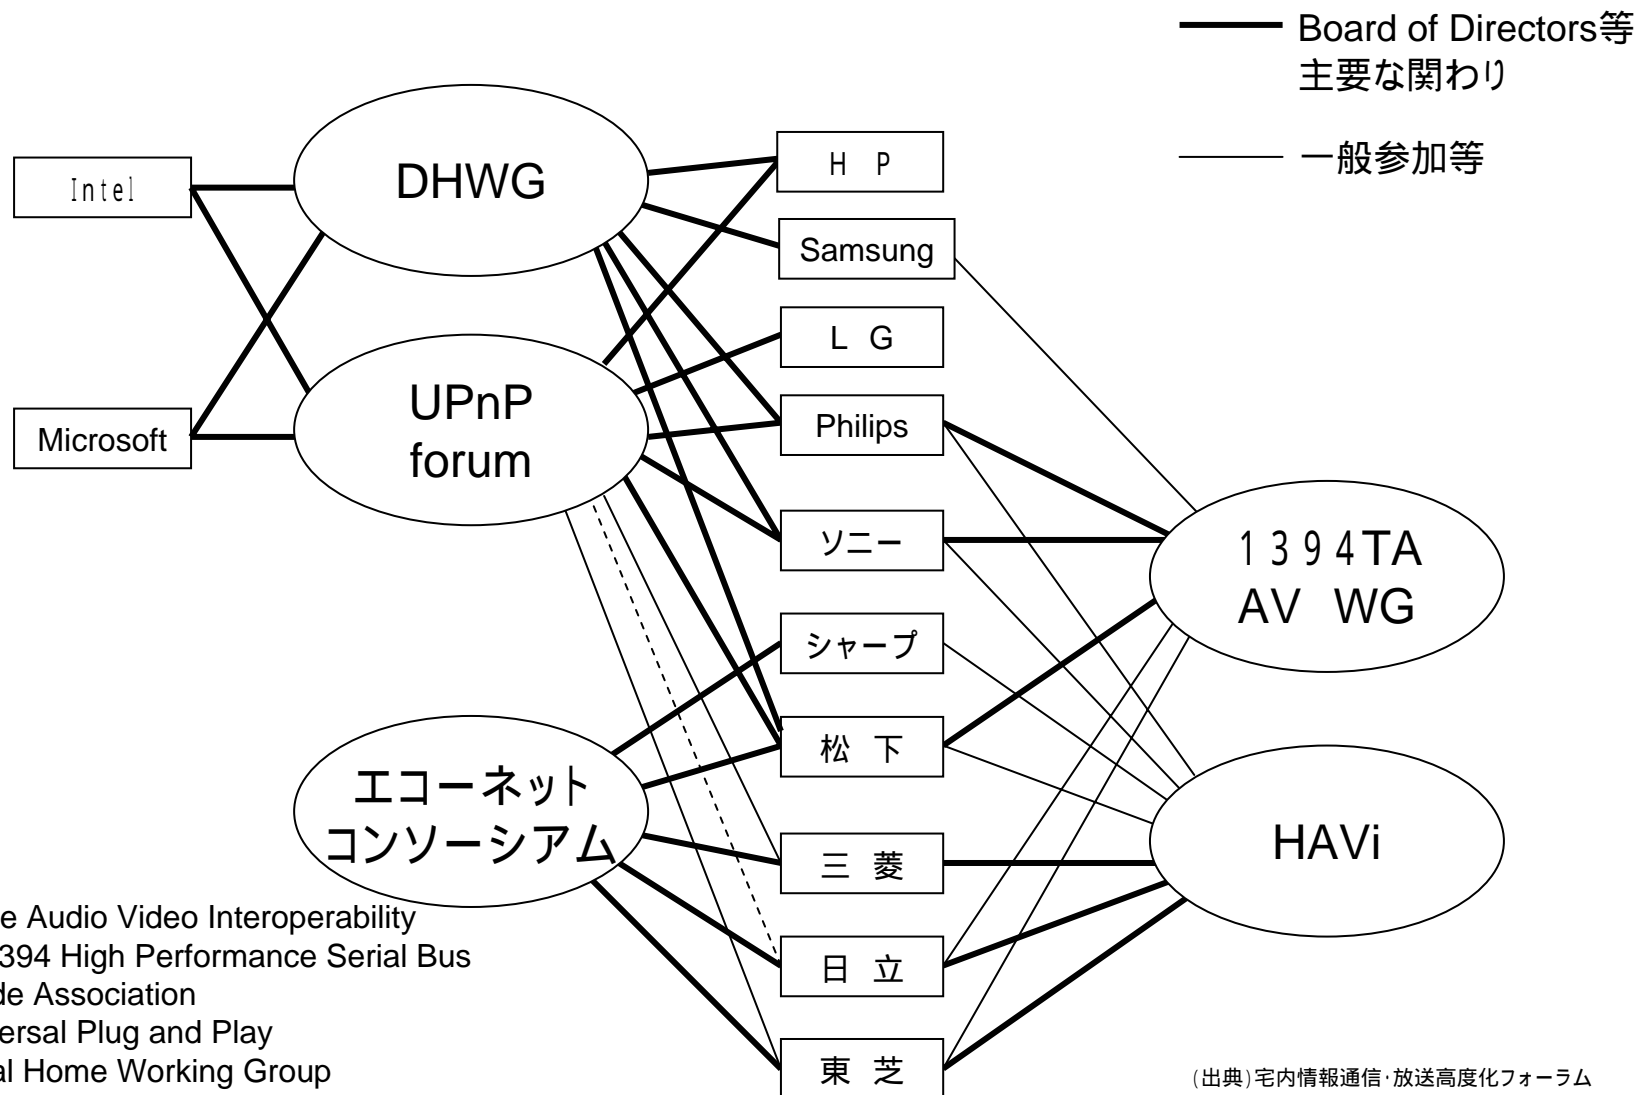 Board of Directors等
主要な関わり
一般参加等
DHWG
Intel
HP
Samsung
LG
UPnP
forum
Microsoft
Philips
ソニー
1394TA
AV WG
シャープ
松下
エコーネット
コンソーシアム
三菱
HAVi
日立
東芝
e Audio Video Interoperability
394 High Performance Serial Bus
de Association
ersal Plug and Play
al Home Working Group
(出典)宅内情報通信・放送高度化フォーラム